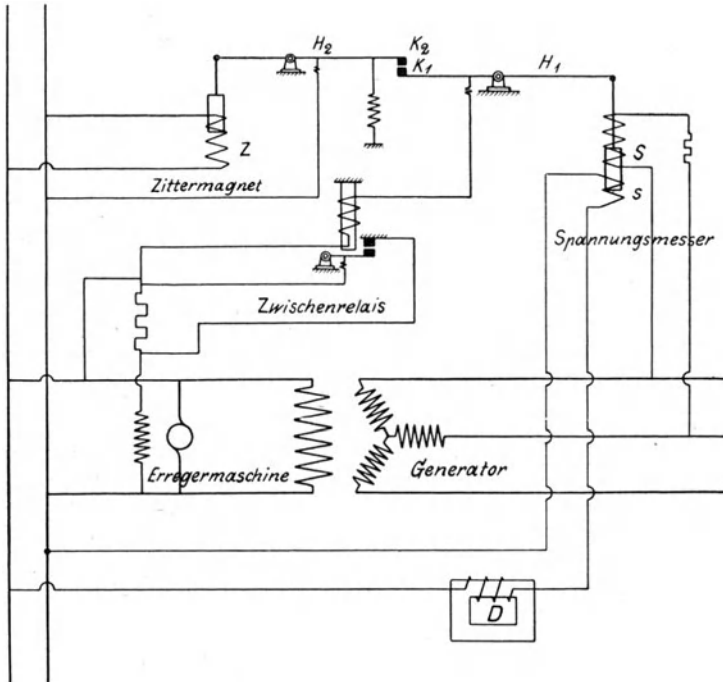 H2
K2
K1
H1
Z
Zittermagnet
S
s
Spannungsmesser
Zwischenrelais
Erregermaschine
Generator
D